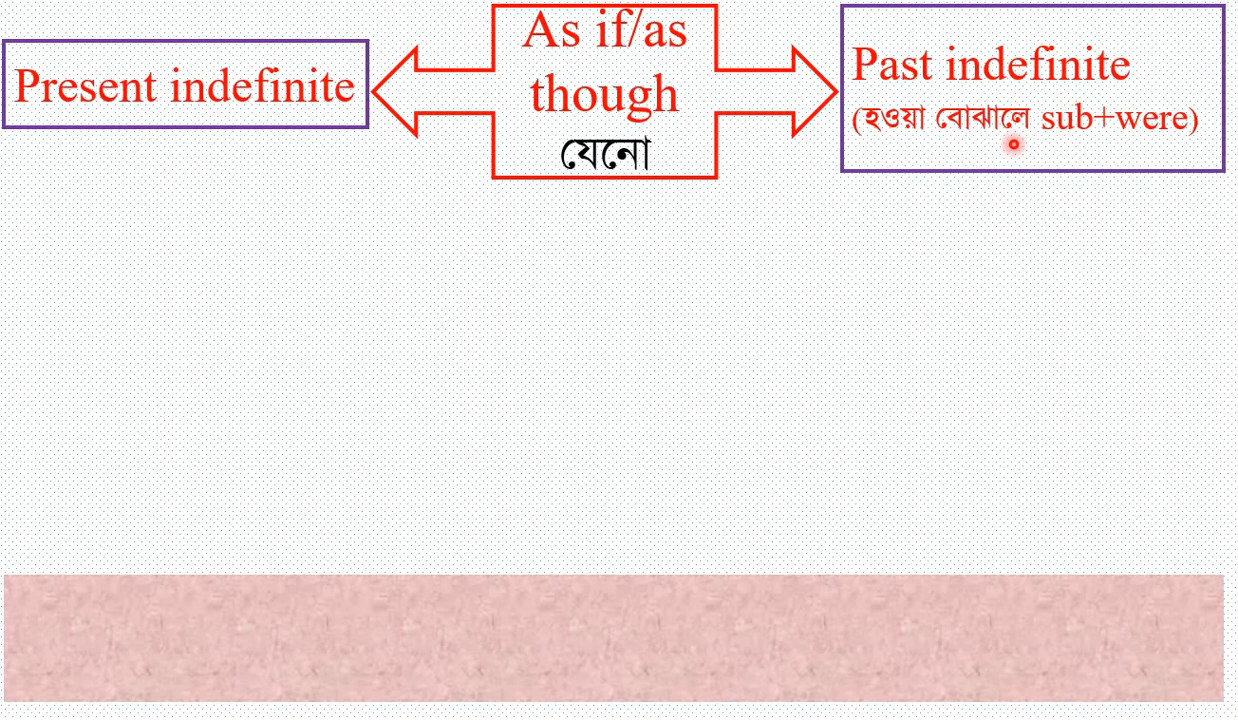 Present indefinite
As if/as
though
যেনো
Past indefinite
(হওয়া বোঝালে sub+were)